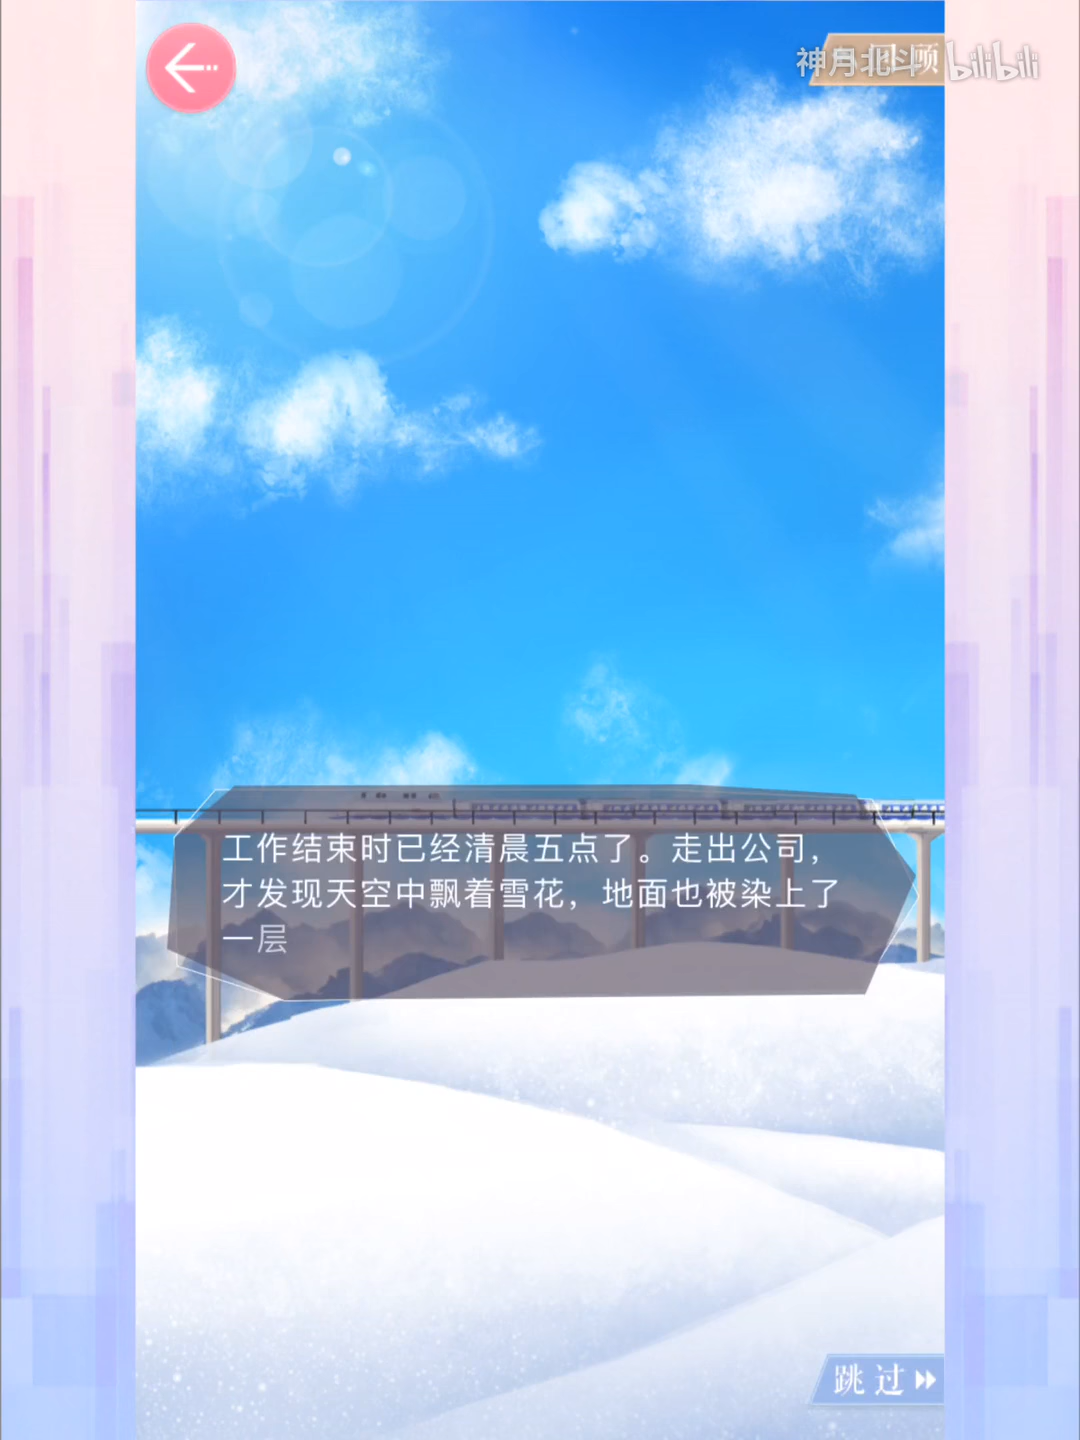 神月北斗 bilibili
回顾
工作结束时已经清晨五点了。走出公司，
才发现天空中飘着雪花，地面也被染上了
一层
跳过